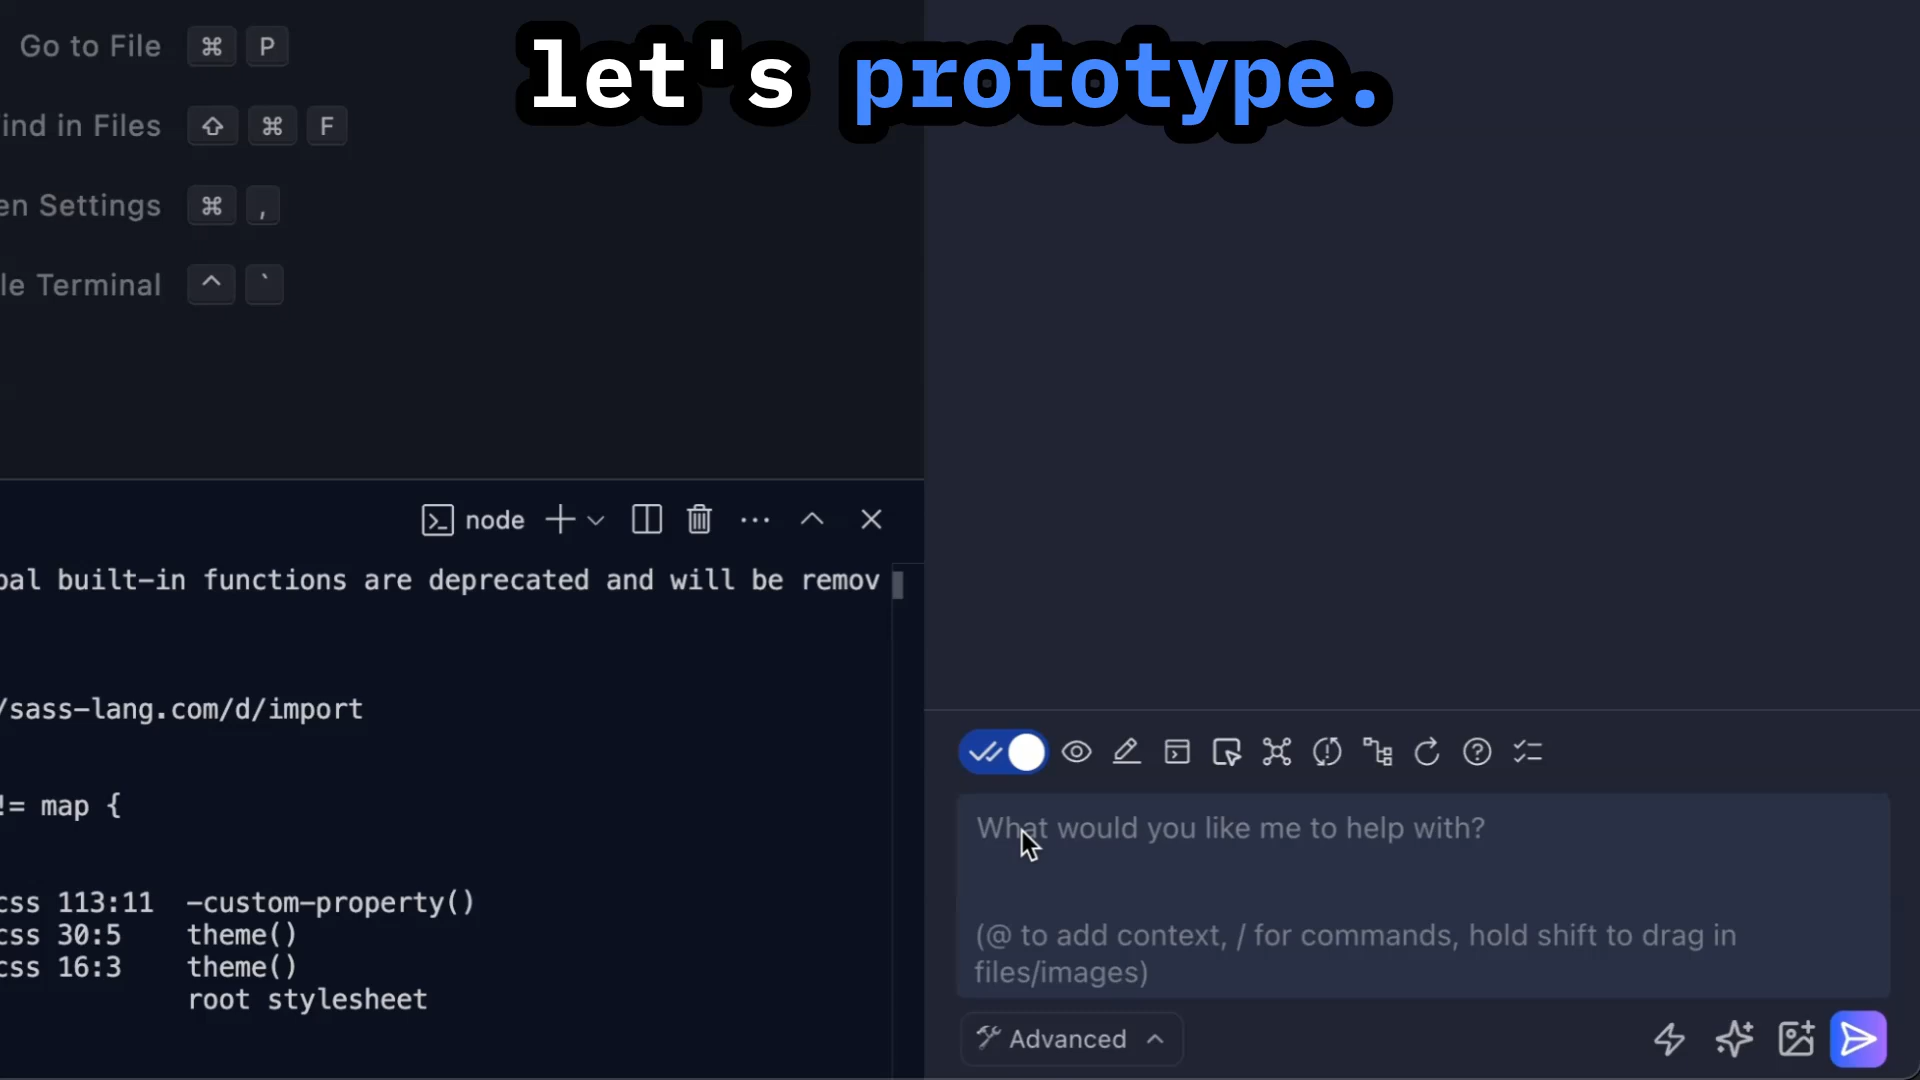 let's prototype.
Go to File ⌘ P
ind in Files ⇧ ⌘ F
en Settings ⌘ ,
le Terminal ^ `
node
bal built-in functions are deprecated and will be remov
/sass-lang.com/d/import
!= map {
css 113:11 -custom-property()
css 30:5 theme()
css 16:3 theme()
root stylesheet
What would you like me to help with?
(@ to add context, / for commands, hold shift to drag in
files/images)
Advanced